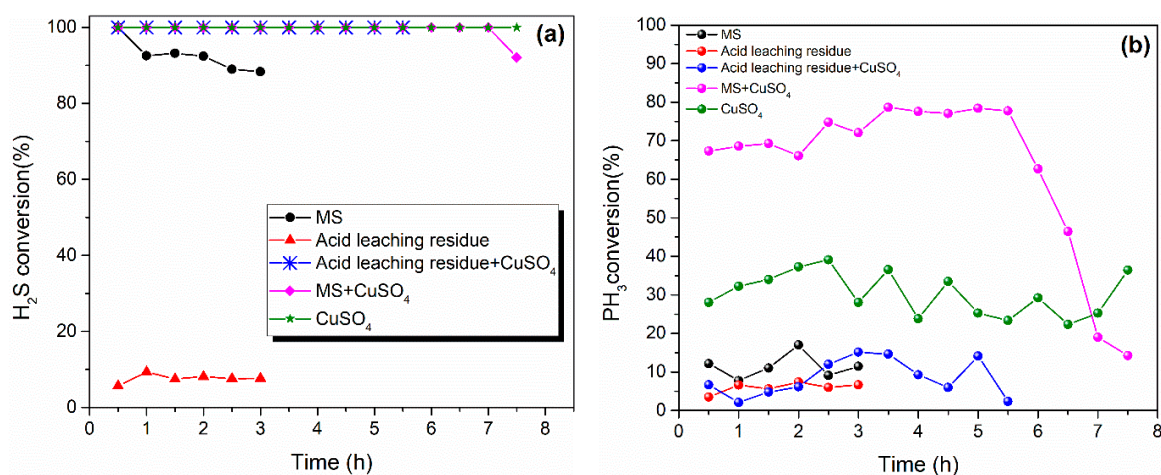 (a)
H₂S conversion(%)
100
80
60
40
20
0
MS
Acid leaching residue
Acid leaching residue+CuSO₄
MS+CuSO₄
CuSO₄
0 1 2 3 4 5 6 7 8
Time (h)
(b)
PH₃conversion(%)
100
90
80
70
60
50
40
30
20
10
0
MS
Acid leaching residue
Acid leaching residue+CuSO₄
MS+CuSO₄
CuSO₄
0 1 2 3 4 5 6 7 8
Time (h)